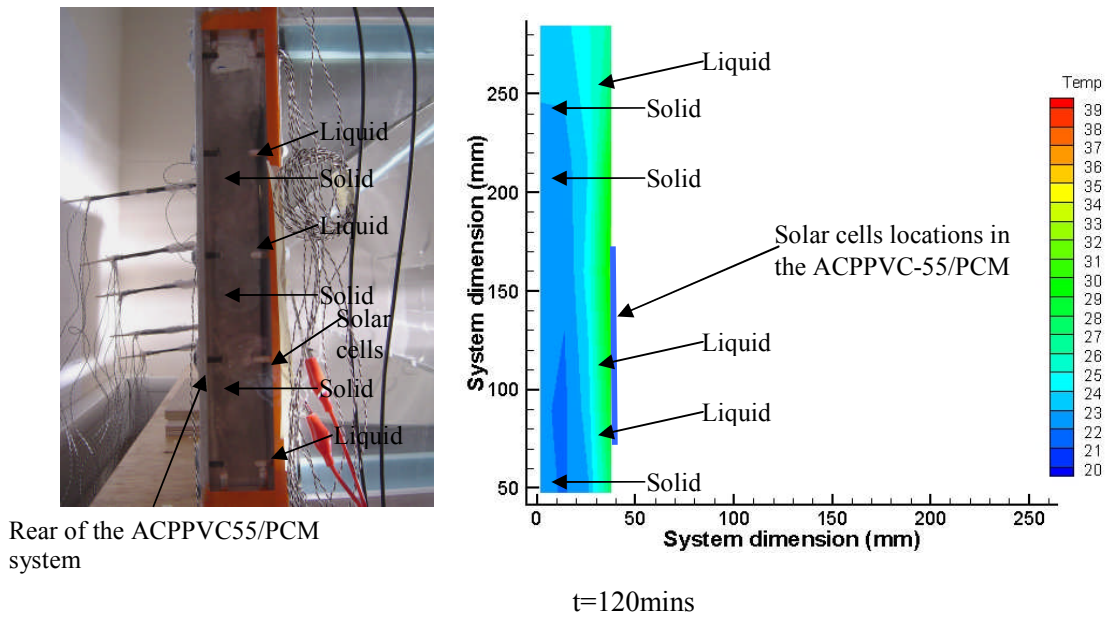 Liquid
Solid
Liquid
Solid
Solar
cells
Solid
Liquid
Rear of the ACPPVC55/PCM
system
System dimension (mm)
250
200
150
100
50
0
50
100
150
200
250
System dimension (mm)
Liquid
Solid
Solid
Solar cells locations in
the ACPPVC-55/PCM
Liquid
Liquid
Solid
Temp
39
38
37
36
35
34
33
32
31
30
29
28
27
26
25
24
23
22
21
20
t=120mins